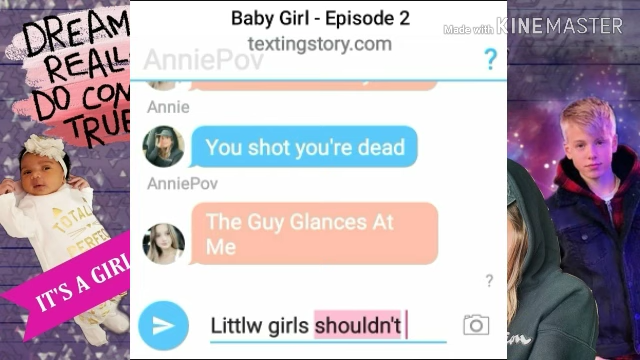 Baby Girl - Episode 2
textingstory.com
Made with KINEMASTER
AnniePov
?
Annie
You shot you're dead
AnniePov
The Guy Glances At
Me
?
Littlw girls shouldn't
DREAM
REALL
DO COM
TRUE
TOTAL
PERFE
IT'S A GIRL